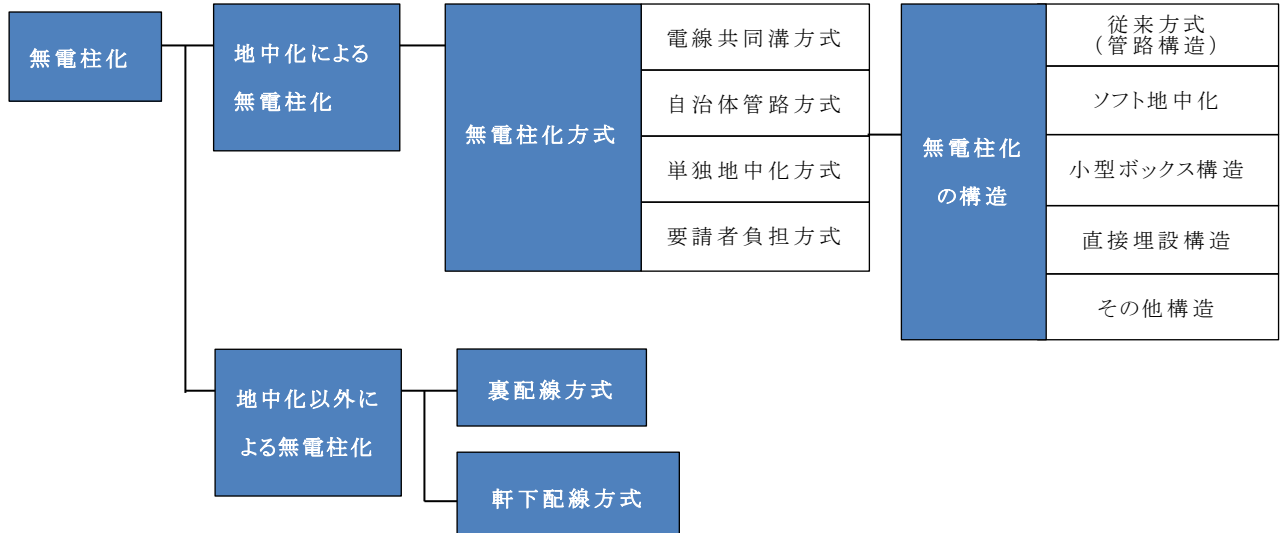 無電柱化
地中化による
無電柱化
無電柱化方式
電線共同溝方式
自治体管路方式
単独地中化方式
要請者負担方式
無電柱化
の構造
従来方式
(管路構造)
ソフト地中化
小型ボックス構造
直接埋設構造
その他構造
地中化以外に
よる無電柱化
裏配線方式
軒下配線方式